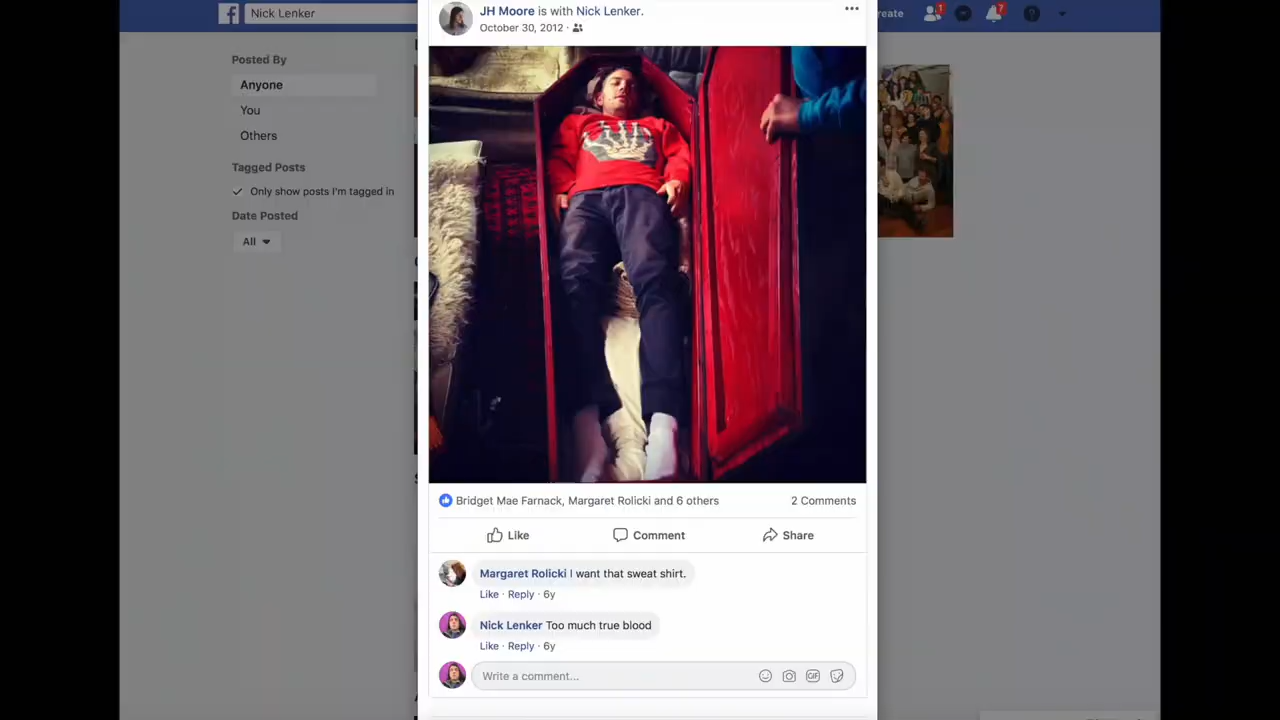 Nick Lenker
JH Moore is with Nick Lenker.
October 30, 2012
Posted By
Anyone
You
Others
Tagged Posts
Only show posts I'm tagged in
Date Posted
All
1
7
Bridget Mae Farnack, Margaret Rolicki and 6 others
2 Comments
Like
Comment
Share
Margaret Rolicki I want that sweat shirt.
Like · Reply · 6y
Nick Lenker Too much true blood
Like · Reply · 6y
Write a comment...
GIF